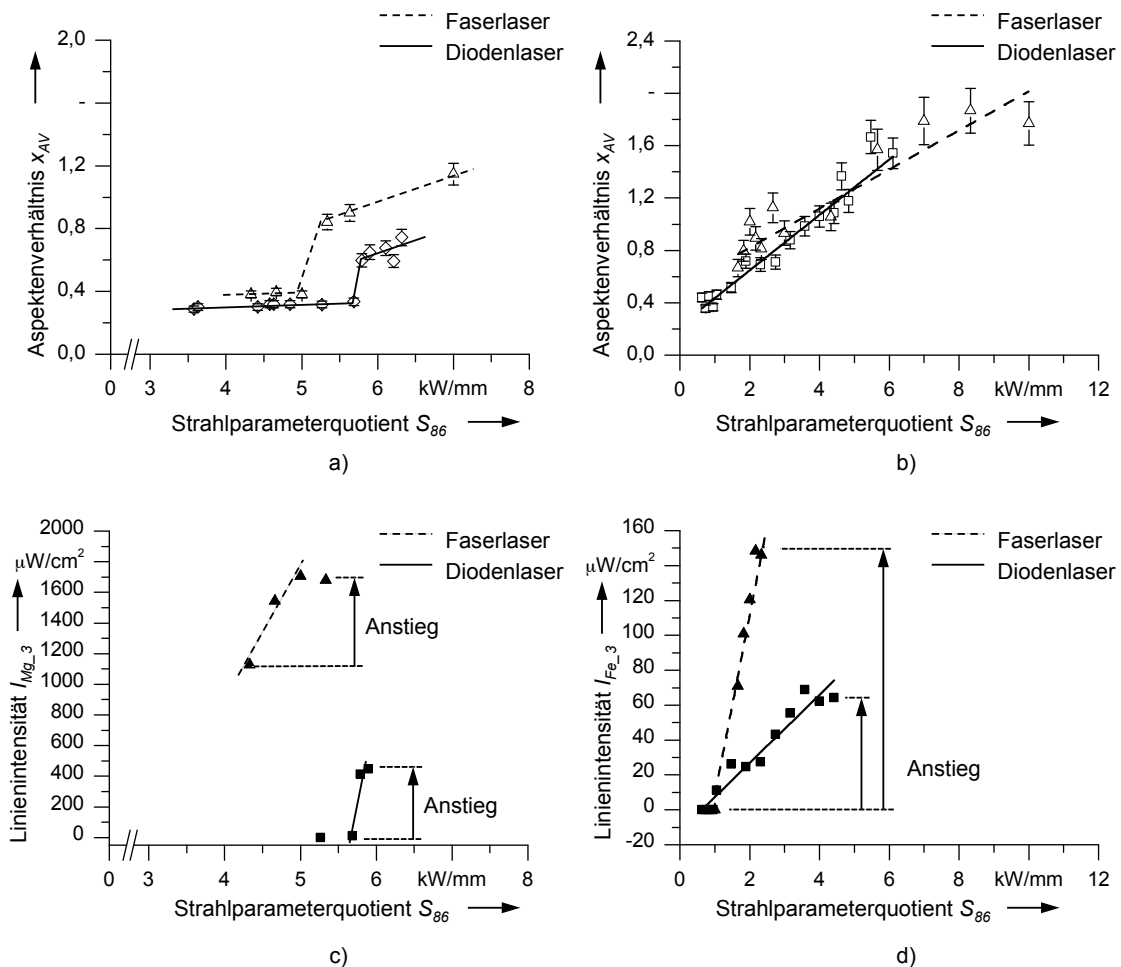 Faserlaser
Diodenlaser
2,0
-
1,2
0,8
0,4
0,0
Aspektenverhältnis x_AV
3 4 5 6 kW/mm 8
Strahlparameterquotient S_86
a)
Faserlaser
Diodenlaser
2,4
-
1,6
1,2
0,8
0,4
0,0
Aspektenverhältnis x_AV
0 2 4 6 8 kW/mm 12
Strahlparameterquotient S_86
b)
Faserlaser
Diodenlaser
2000
µW/cm²
1600
1400
1200
1000
800
600
400
200
0
Linienintensität I_Mg_3
Anstieg
Anstieg
3 4 5 6 kW/mm 8
Strahlparameterquotient S_86
c)
Faserlaser
Diodenlaser
160
µW/cm²
120
100
80
60
40
20
0
-20
Linienintensität I_Fe_3
Anstieg
0 2 4 6 8 kW/mm 12
Strahlparameterquotient S_86
d)